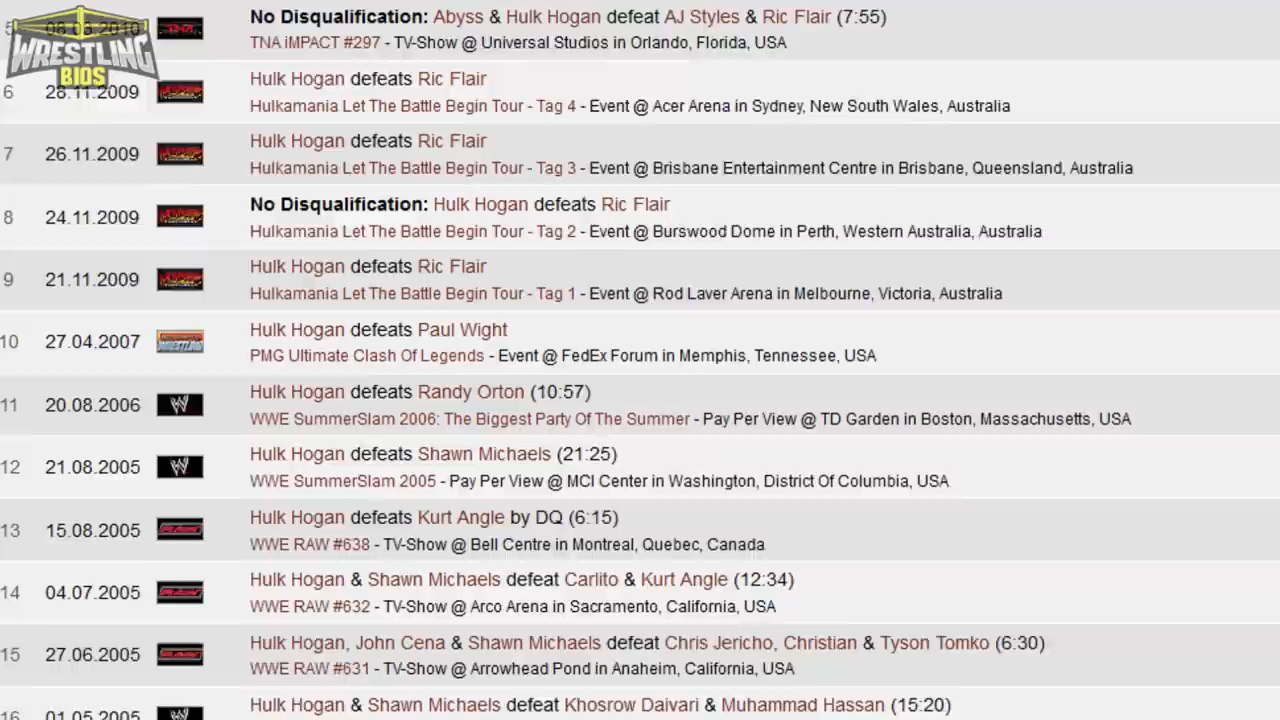 No Disqualification: Abyss & Hulk Hogan defeat AJ Styles & Ric Flair (7:55)
5 08.03.2010 TNA
TNA iMPACT #297 - TV-Show @ Universal Studios in Orlando, Florida, USA
WRESTLING
BIOS
Hulk Hogan defeats Ric Flair
6 28.11.2009
Hulkamania Let The Battle Begin Tour - Tag 4 - Event @ Acer Arena in Sydney, New South Wales, Australia
Hulk Hogan defeats Ric Flair
7 26.11.2009
Hulkamania Let The Battle Begin Tour - Tag 3 - Event @ Brisbane Entertainment Centre in Brisbane, Queensland, Australia
No Disqualification: Hulk Hogan defeats Ric Flair
8 24.11.2009
Hulkamania Let The Battle Begin Tour - Tag 2 - Event @ Burswood Dome in Perth, Western Australia, Australia
Hulk Hogan defeats Ric Flair
9 21.11.2009
Hulkamania Let The Battle Begin Tour - Tag 1 - Event @ Rod Laver Arena in Melbourne, Victoria, Australia
Hulk Hogan defeats Paul Wight
10 27.04.2007
PMG Ultimate Clash Of Legends - Event @ FedEx Forum in Memphis, Tennessee, USA
Hulk Hogan defeats Randy Orton (10:57)
11 20.08.2006 W
WWE SummerSlam 2006: The Biggest Party Of The Summer - Pay Per View @ TD Garden in Boston, Massachusetts, USA
Hulk Hogan defeats Shawn Michaels (21:25)
12 21.08.2005 W
WWE SummerSlam 2005 - Pay Per View @ MCI Center in Washington, District Of Columbia, USA
Hulk Hogan defeats Kurt Angle by DQ (6:15)
13 15.08.2005 RAW
WWE RAW #638 - TV-Show @ Bell Centre in Montreal, Quebec, Canada
Hulk Hogan & Shawn Michaels defeat Carlito & Kurt Angle (12:34)
14 04.07.2005 RAW
WWE RAW #632 - TV-Show @ Arco Arena in Sacramento, California, USA
Hulk Hogan, John Cena & Shawn Michaels defeat Chris Jericho, Christian & Tyson Tomko (6:30)
15 27.06.2005 RAW
WWE RAW #631 - TV-Show @ Arrowhead Pond in Anaheim, California, USA
Hulk Hogan & Shawn Michaels defeat Khosrow Daivari & Muhammad Hassan (15:20)
16 01.05.2005 W